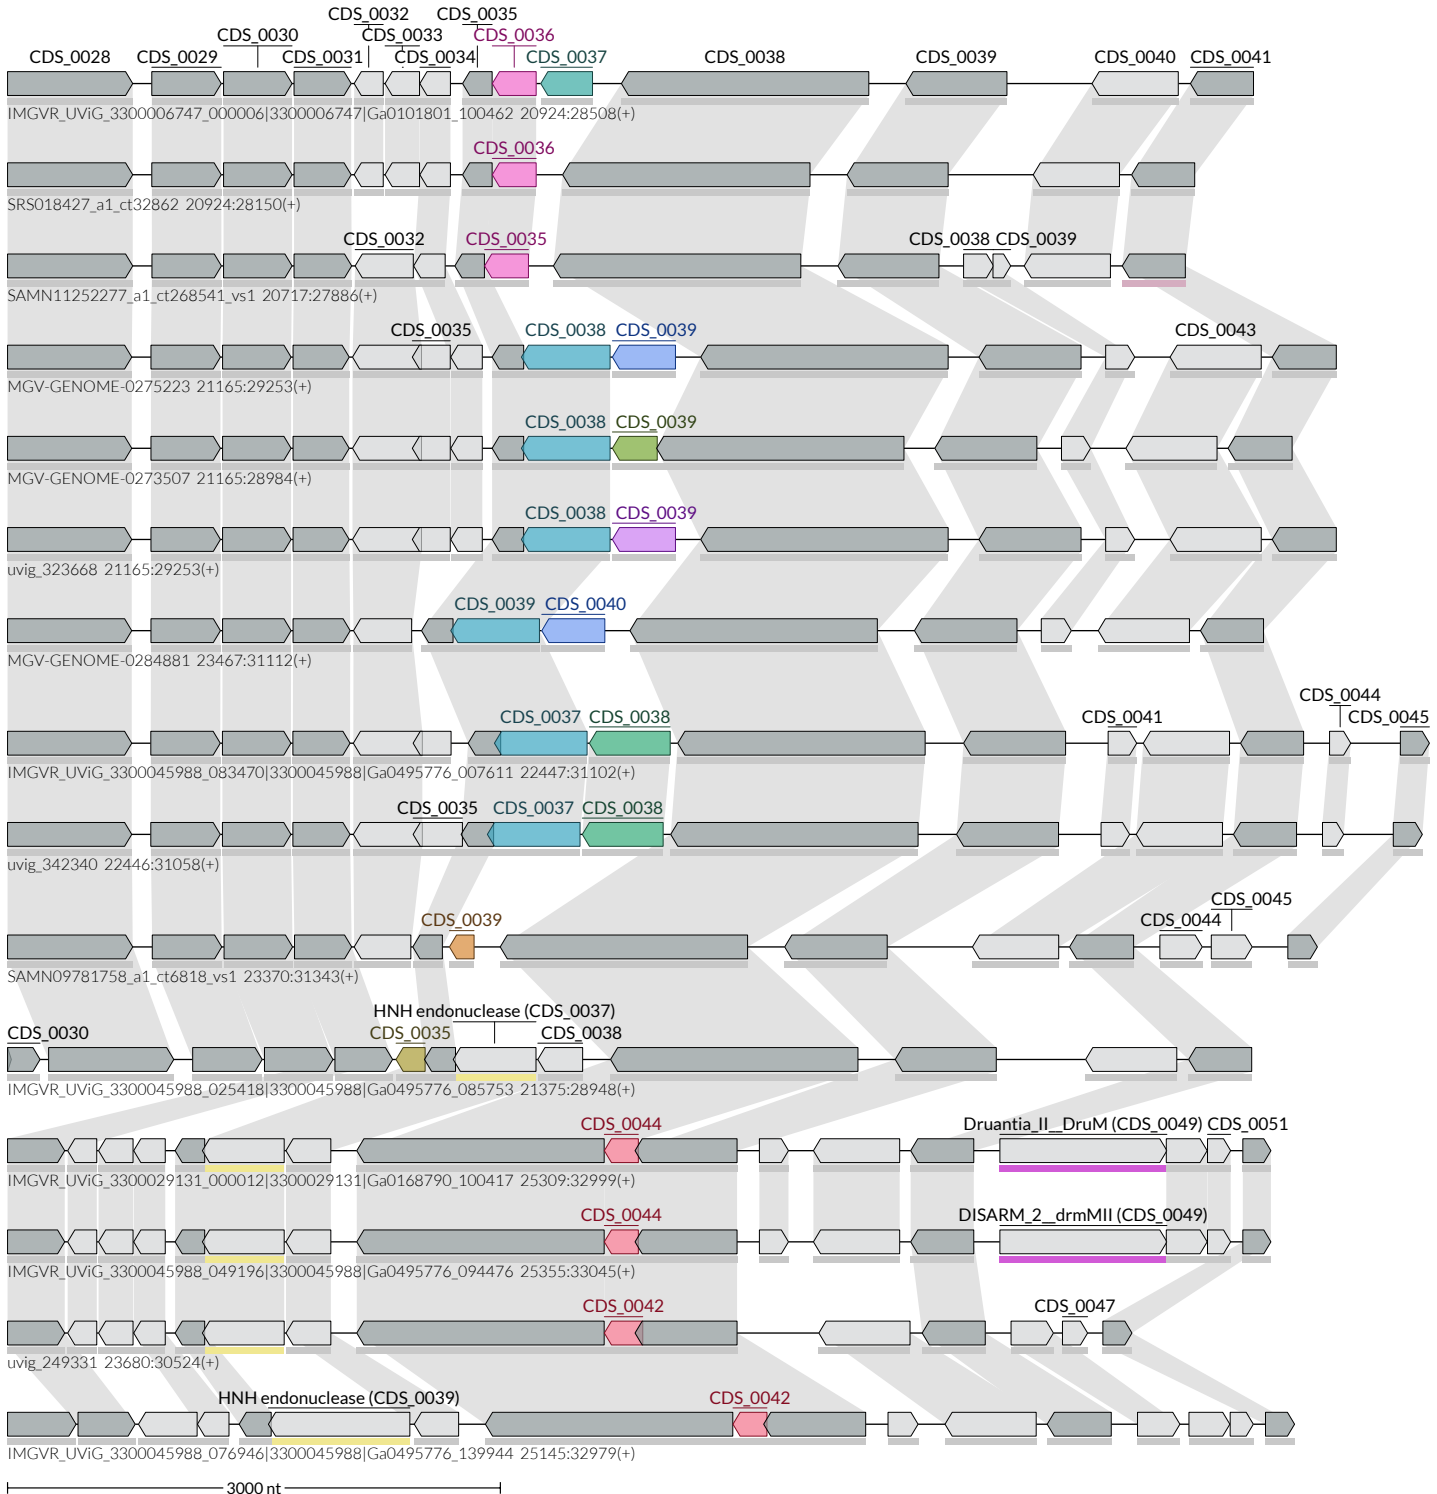 CDS_0032 CDS_0035
CDS_0030 CDS_0033 CDS_0036
CDS_0028 CDS_0029 CDS_0031 CDS_0034 CDS_0037 CDS_0038 CDS_0039 CDS_0040 CDS_0041
IMGVR_UViG_3300006747_000006|3300006747|Ga0101801_100462 20924:28508(+)
CDS_0036
SRS018427_a1_ct32862 20924:28150(+)
CDS_0032 CDS_0035 CDS_0038 CDS_0039
SAMN11252277_a1_ct268541_vs1 20717:27886(+)
CDS_0035 CDS_0038 CDS_0039 CDS_0043
MGV-GENOME-0275223 21165:29253(+)
CDS_0038 CDS_0039
MGV-GENOME-0273507 21165:28984(+)
CDS_0038 CDS_0039
uvig_323668 21165:29253(+)
CDS_0039 CDS_0040
MGV-GENOME-0284881 23467:31112(+)
CDS_0044
CDS_0037 CDS_0038 CDS_0041 CDS_0045
IMGVR_UViG_3300045988_083470|3300045988|Ga0495776_007611 22447:31102(+)
CDS_0035 CDS_0037 CDS_0038
uvig_342340 22446:31058(+)
CDS_0045
CDS_0039 CDS_0044
SAMN09781758_a1_ct6818_vs1 23370:31343(+)
HNH endonuclease (CDS_0037)
CDS_0030 CDS_0035 CDS_0038
IMGVR_UViG_3300045988_025418|3300045988|Ga0495776_085753 21375:28948(+)
CDS_0044 Druantia_II__DruM (CDS_0049) CDS_0051
IMGVR_UViG_3300029131_000012|3300029131|Ga0168790_100417 25309:32999(+)
CDS_0044 DISARM_2__drmMII (CDS_0049)
IMGVR_UViG_3300045988_049196|3300045988|Ga0495776_094476 25355:33045(+)
CDS_0042 CDS_0047
uvig_249331 23680:30524(+)
HNH endonuclease (CDS_0039) CDS_0042
IMGVR_UViG_3300045988_076946|3300045988|Ga0495776_139944 25145:32979(+)
3000 nt